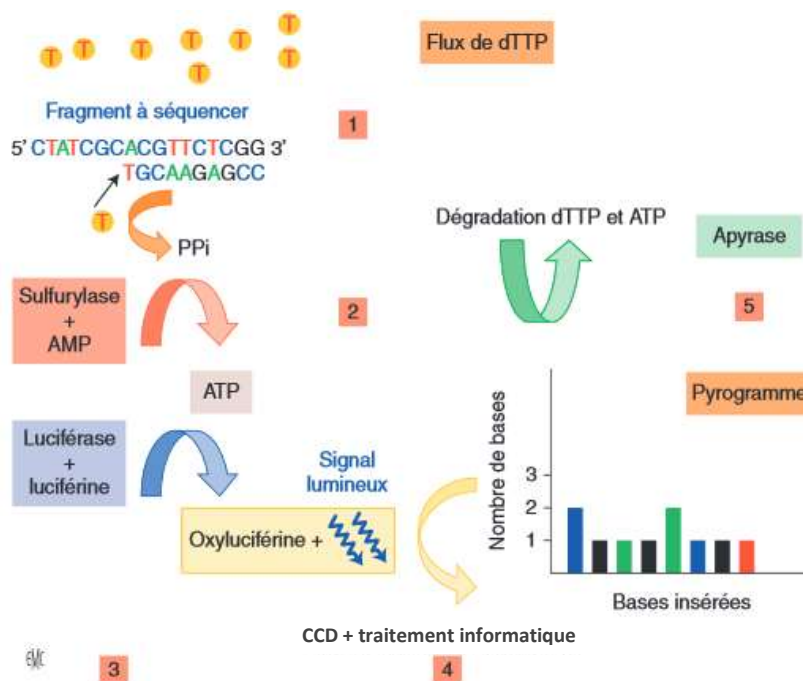 T T T T T T T T
Flux de dTTP
Fragment à séquencer
1
5' CTATCGCACGTTCTCGG 3'
TGCAAGAGCC
T
PPi
Dégradation dTTP et ATP
Apyrase
Sulfurylase
+
AMP
2
5
ATP
Pyrogramme
Luciférase
+
luciférine
Signal
lumineux
Oxyluciférine +
Nombre de bases
3
2
1
Bases insérées
CCD + traitement informatique
EMC
3
4